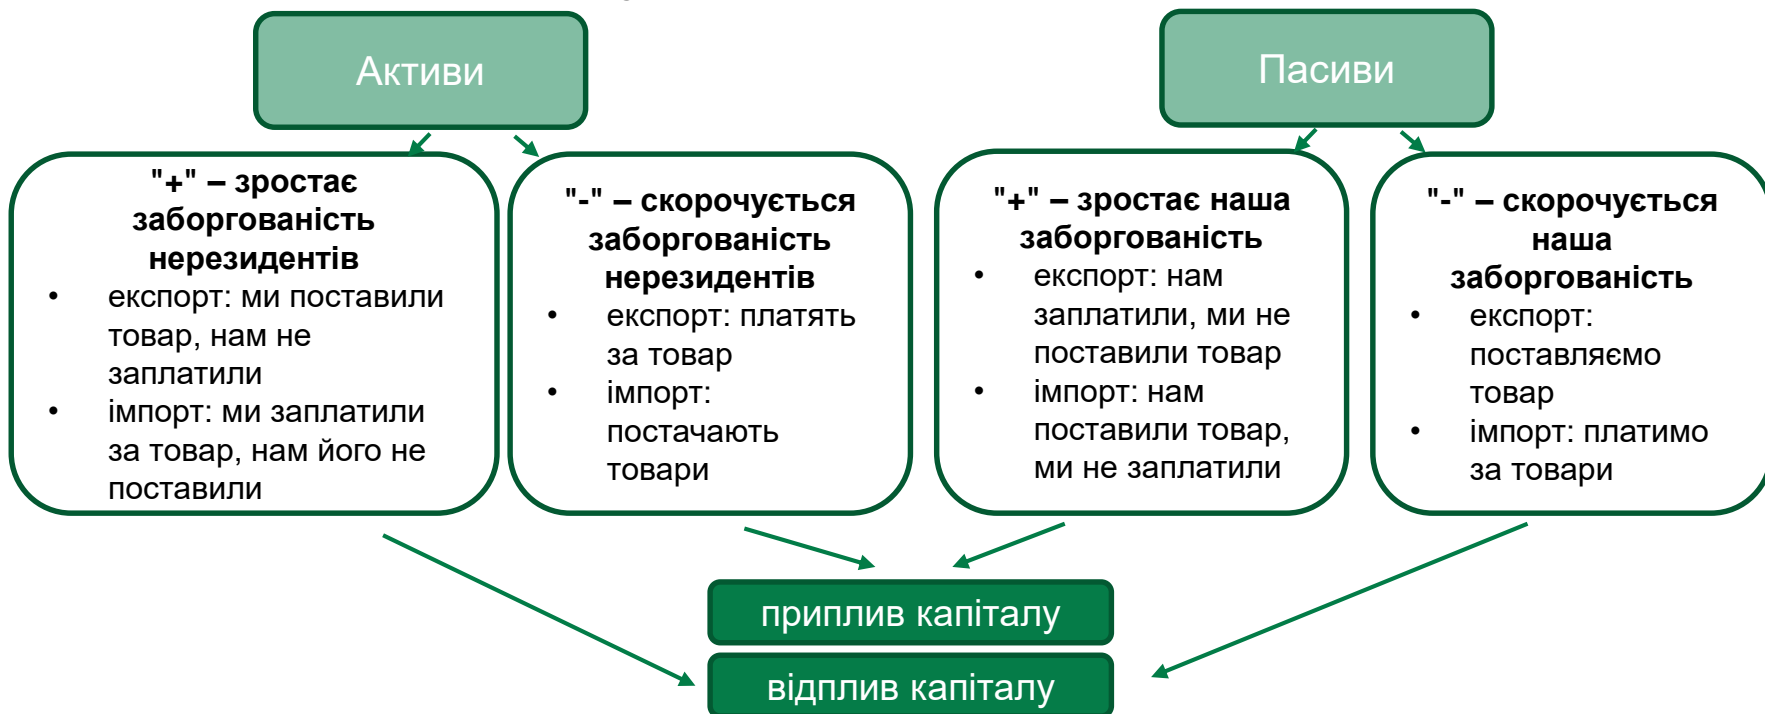 Активи
Пасиви
"+" – зростає
заборгованість
нерезидентів
• експорт: ми поставили
товар, нам не
заплатили
• імпорт: ми заплатили
за товар, нам його не
поставили
"-" – скорочується
заборгованість
нерезидентів
• експорт: платять
за товар
• імпорт:
постачають
товари
"+" – зростає наша
заборгованість
• експорт: нам
заплатили, ми не
поставили товар
• імпорт: нам
поставили товар,
ми не заплатили
"-" – скорочується
наша
заборгованість
• експорт:
поставляємо
товар
• імпорт: платимо
за товари
приплив капіталу
відплив капіталу